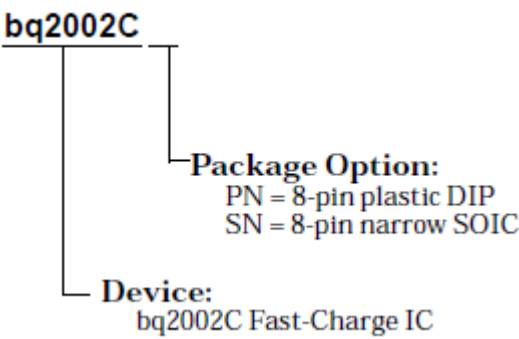 bq2002C
Package Option:
PN = 8-pin plastic DIP
SN = 8-pin narrow SOIC
Device:
bq2002C Fast-Charge IC